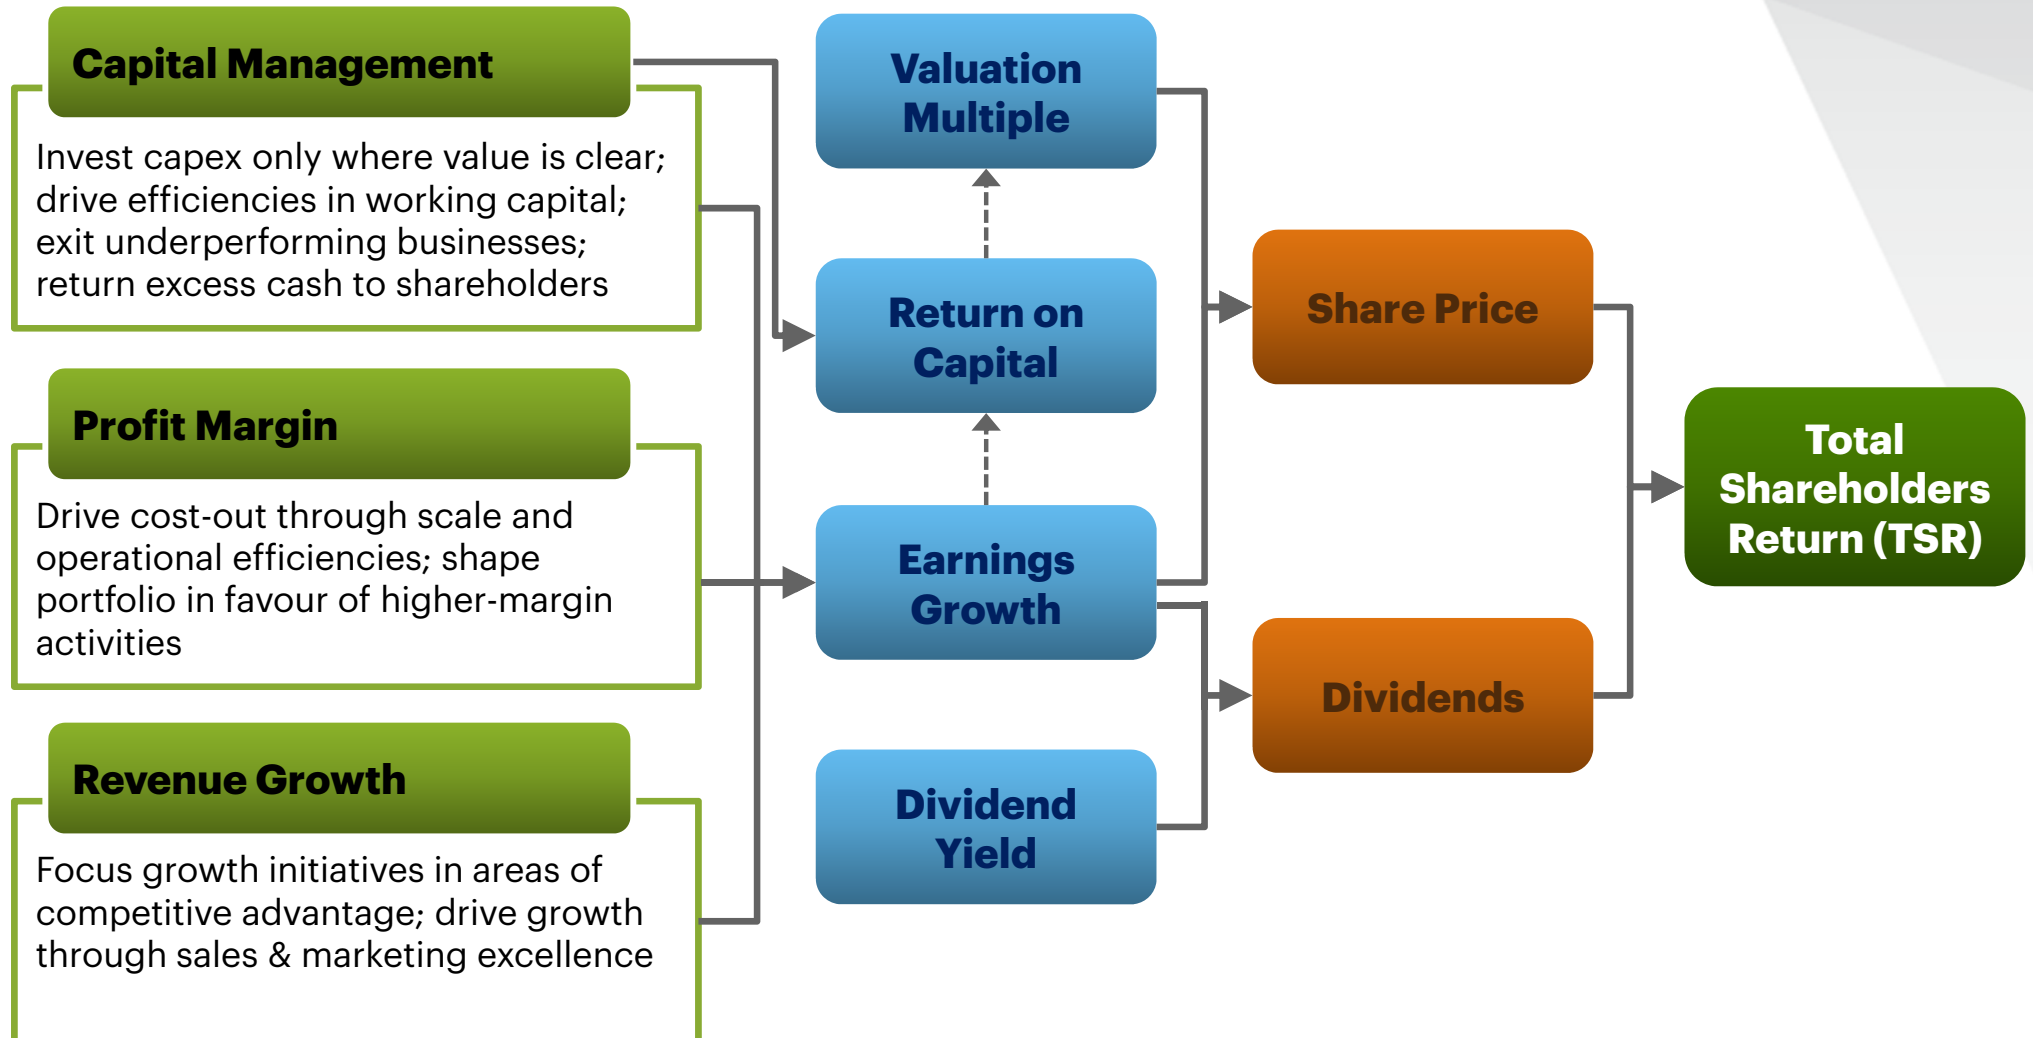 Capital Management
Invest capex only where value is clear;
drive efficiencies in working capital;
exit underperforming businesses;
return excess cash to shareholders
Profit Margin
Drive cost-out through scale and
operational efficiencies; shape
portfolio in favour of higher-margin
activities
Revenue Growth
Focus growth initiatives in areas of
competitive advantage; drive growth
through sales & marketing excellence
Valuation
Multiple
Return on
Capital
Earnings
Growth
Dividend
Yield
Share Price
Dividends
Total
Shareholders
Return (TSR)